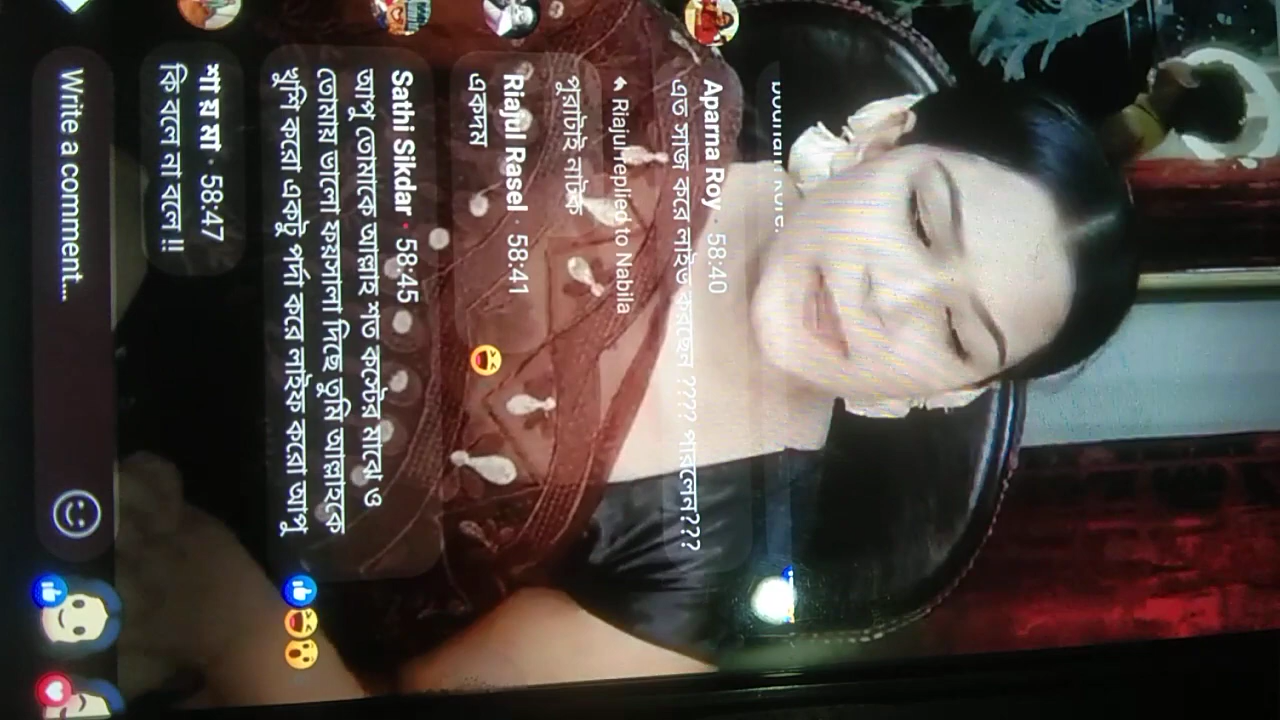 Aparna Roy · 58:40
এত সাজ করে লাইভ করছেন ???? পারলেন???
Riajul replied to Nabila
পুরাটাই নাটক
Riajul Rasel · 58:41
একদম
Sathi Sikdar · 58:45
আপু তোমাকে আল্লাহ শত কষ্টের মাঝে ও
তোমায় ভালো ফয়সালা দিছে তুমি আল্লাহকে
খুশি করো একটু পর্দা করে লাইফ করো আপু
শা য় মা · 58:47
কি বলে না বলে !!
Write a comment...